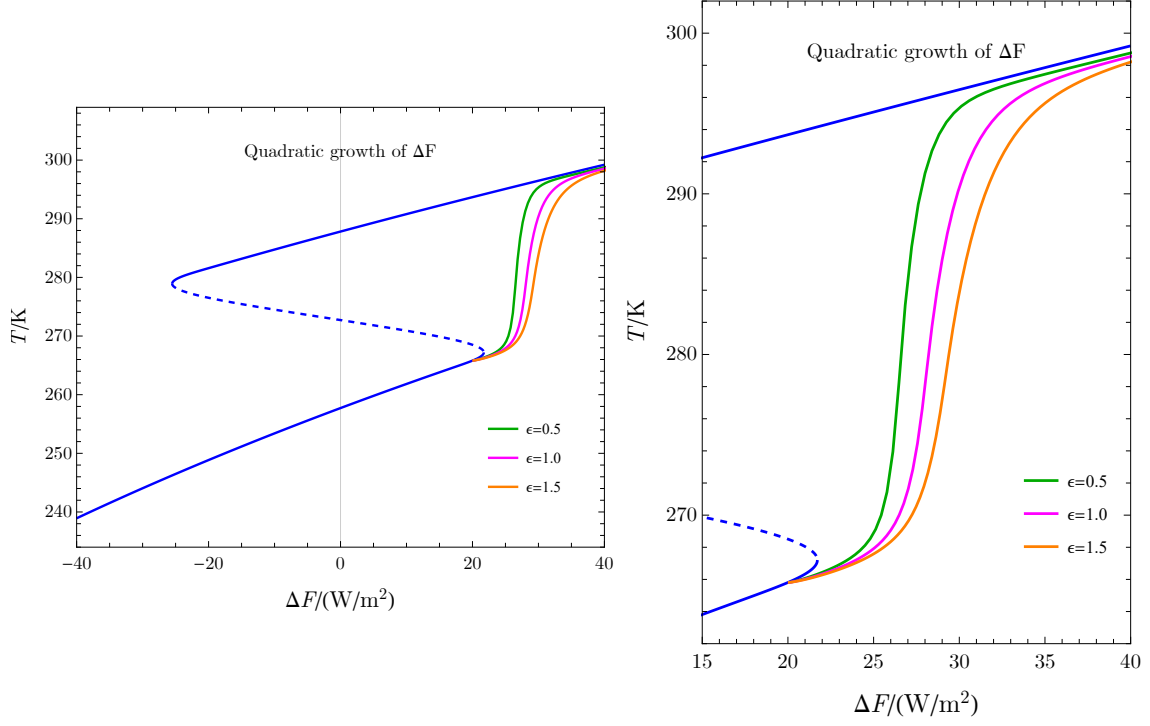 Quadratic growth of ΔF
T/K
300
290
280
270
260
250
240
ϵ=0.5
ϵ=1.0
ϵ=1.5
−40
−20
0
20
40
ΔF/(W/m²)
Quadratic growth of ΔF
T/K
300
290
280
270
ϵ=0.5
ϵ=1.0
ϵ=1.5
15
20
25
30
35
40
ΔF/(W/m²)